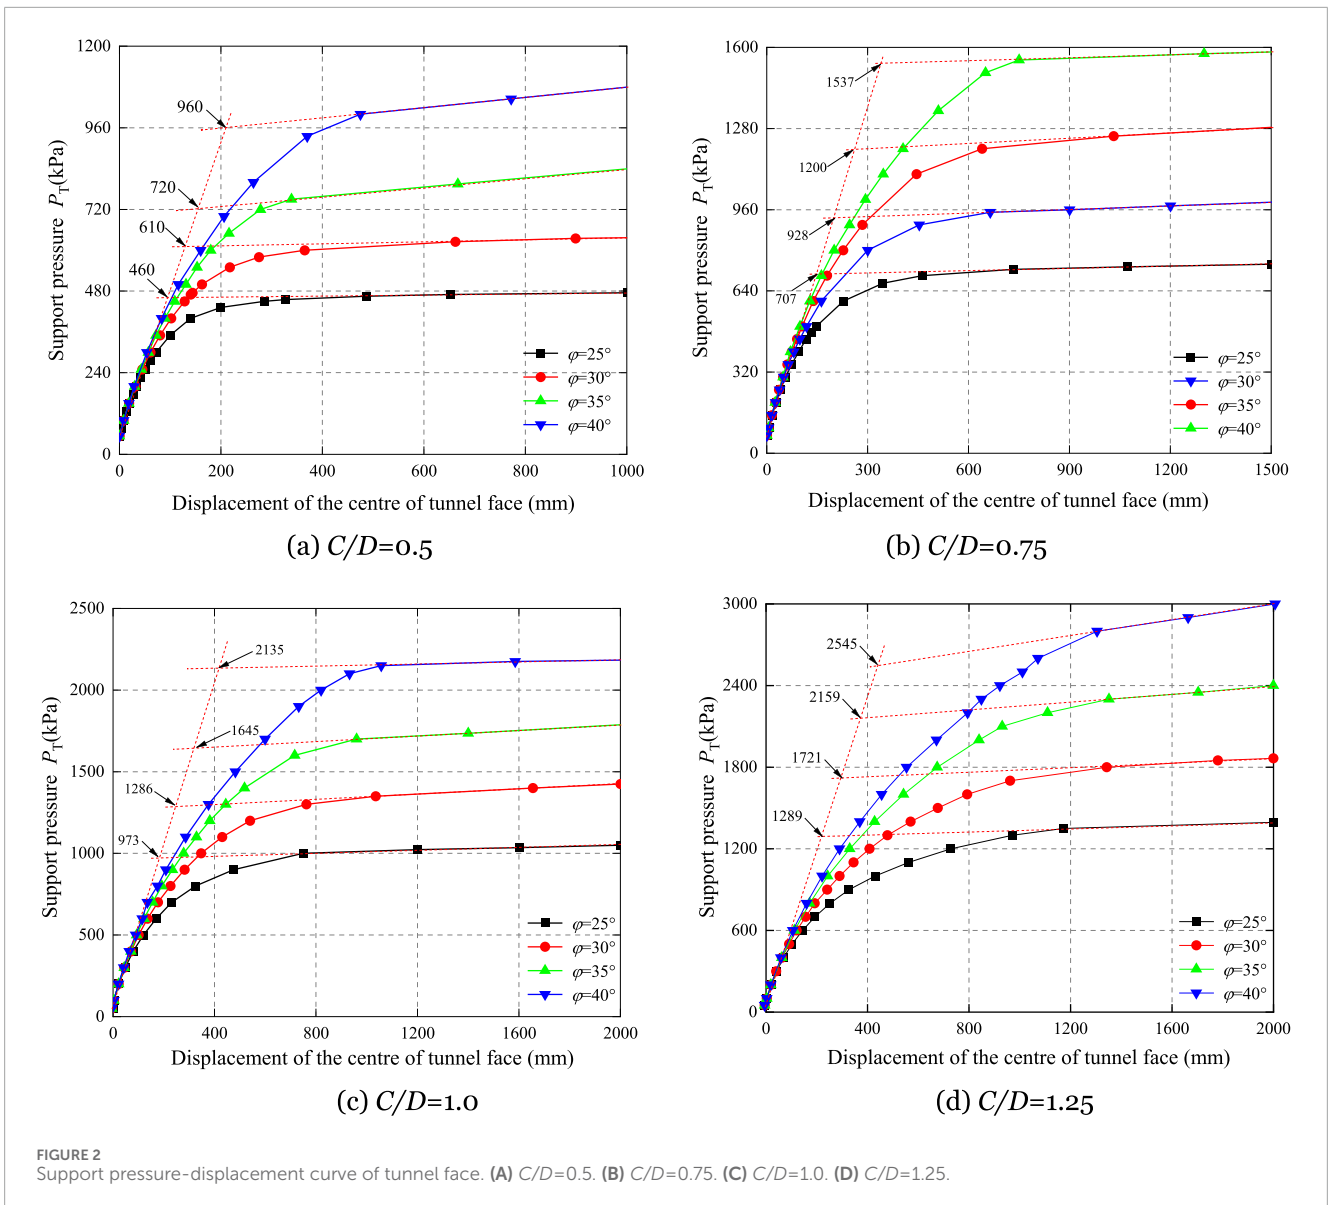 1200
960
720
480
240
0
Support pressure P_T(kPa)
960
720
610
460
φ=25°
φ=30°
φ=35°
φ=40°
0 200 400 600 800 1000
Displacement of the centre of tunnel face (mm)
(a) C/D=0.5
1600
1280
960
640
320
0
Support pressure P_T(kPa)
1537
1200
928
707
φ=25°
φ=30°
φ=35°
φ=40°
0 300 600 900 1200 1500
Displacement of the centre of tunnel face (mm)
(b) C/D=0.75
2500
2000
1500
1000
500
0
Support pressure P_T(kPa)
2135
1645
1286
973
φ=25°
φ=30°
φ=35°
φ=40°
0 400 800 1200 1600 2000
Displacement of the centre of tunnel face (mm)
(c) C/D=1.0
3000
2400
1800
1200
600
0
Support pressure P_T(kPa)
2545
2159
1721
1289
φ=25°
φ=30°
φ=35°
φ=40°
0 400 800 1200 1600 2000
Displacement of the centre of tunnel face (mm)
(d) C/D=1.25
FIGURE 2
Support pressure-displacement curve of tunnel face. (A) C/D=0.5. (B) C/D=0.75. (C) C/D=1.0. (D) C/D=1.25.